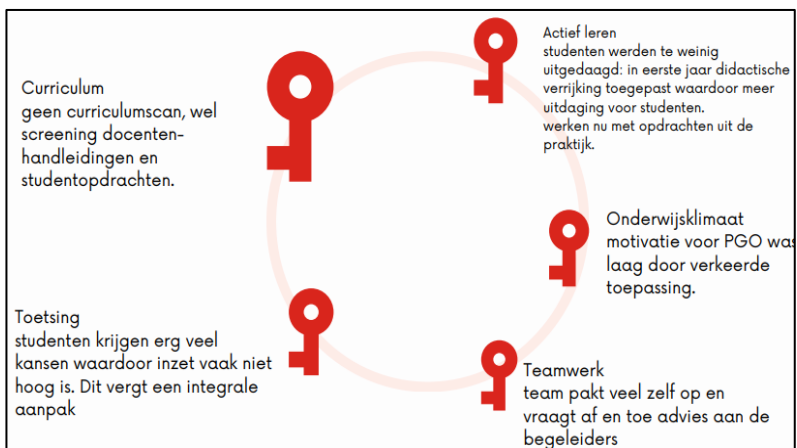 Curriculum
geen curriculumscan, wel
screening docenten-
handleidingen en
studentopdrachten.
Actief leren
studenten werden te weinig
uitgedaagd: in eerste jaar didactische
verrijking toegepast waardoor meer
uitdaging voor studenten.
werken nu met opdrachten uit de
praktijk.
Onderwijsklimaat
motivatie voor PGO was
laag door verkeerde
toepassing.
Toetsing
studenten krijgen erg veel
kansen waardoor inzet vaak niet
hoog is. Dit vergt een integrale
aanpak
Teamwerk
team pakt veel zelf op en
vraagt af en toe advies aan de
begeleiders